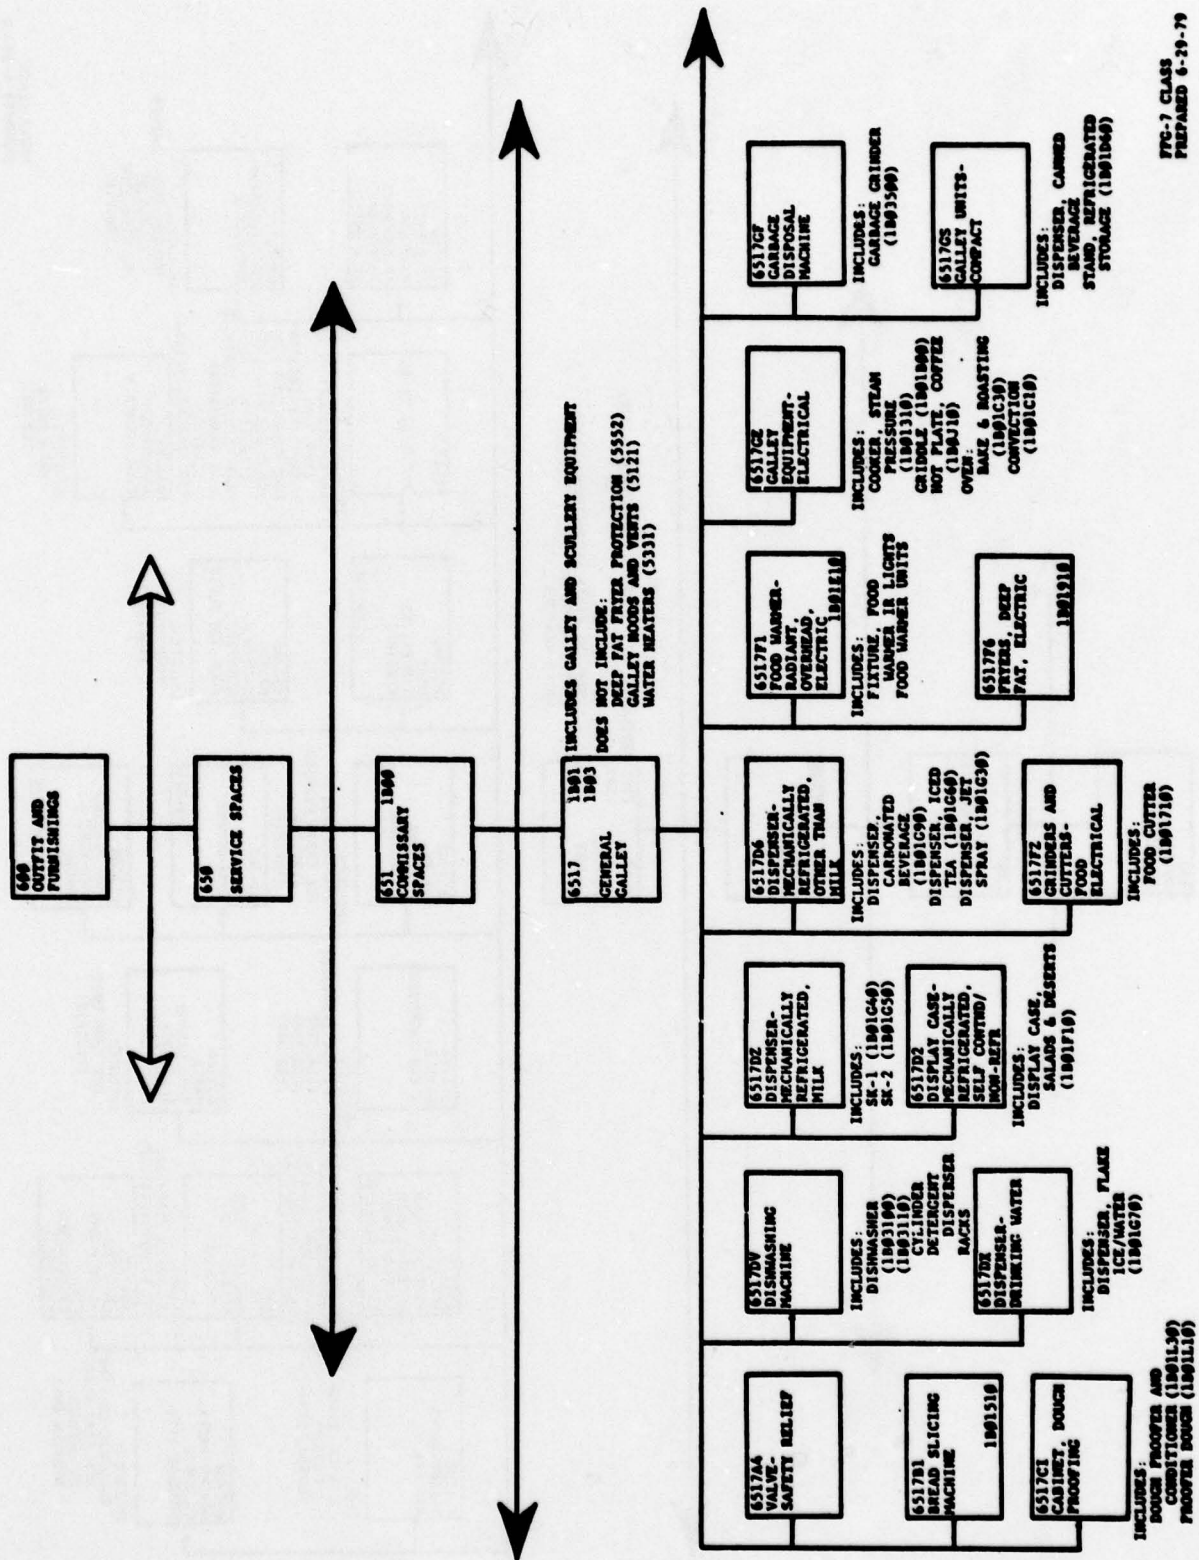 600
OUTFIT AND
FURNISHINGS
650
SERVICE SPACES
651 1B00
COMMISSARY
SPACES
6517 1B01
1B03
GENERAL
GALLEY
INCLUDES GALLEY AND SCULLERY EQUIPMENT
DOES NOT INCLUDE:
DEEP FAT FRYER PROTECTION (5552)
GALLEY HOODS AND VENTS (5121)
WATER HEATERS (5331)
6517A4
VALVE-
SAFETY RELIEF
6517B1
BREAD SLICING
MACHINE
1B01510
6517CI
CABINET, DOUGH
PROOFING
INCLUDES:
DOUGH PROOFER AND
CONDITIONER (1B01L30)
PROOFER DOUGH (1B01L10)
6517DV
DISHWASHING
MACHINE
INCLUDES:
DISHWASHER
(1B03100)
(1B03110)
CYLINDER
DETERGENT
DISPERSER
RACKS
6517DX
DISPENSER-
DRINKING WATER
INCLUDES:
DISPENSER, FLAKE
ICE/WATER
(1B01G70)
6517DZ
DISPENSER-
MECHANICALLY
REFRIGERATED,
MILK
INCLUDES:
SK-1 (1B01G40)
SK-2 (1B01G50)
6517D2
DISPLAY CASE-
MECHANICALLY
REFRIGERATED,
SELF CONTND/
NON-REFR
INCLUDES:
DISPLAY CASE,
SALADS & DESERTS
(1B01F10)
6517D6
DISPENSER-
MECHANICALLY
REFRIGERATED,
OTHER THAN
MILK
INCLUDES:
DISPENSER,
CARBONATED
BEVERAGE
(1B01G90)
DISPENSER, ICED
TEA (1B01G60)
DISPENSER, JET
SPRAY (1B01G30)
6517FZ
GRINDERS AND
CUTTERS-
FOOD
ELECTRICAL
INCLUDES:
FOOD CUTTER
(1B01710)
6517F1
FOOD WARMER-
RADIANT,
OVERHEAD,
ELECTRIC
1B01E10
INCLUDES:
FIXTURE, FOOD
WARMER IR LIGHTS
FOOD WARMER UNITS
6517F6
FRYERS, DEEP
FAT, ELECTRIC
1B01910
6517GE
GALLEY
EQUIPMENT-
ELECTRICAL
INCLUDES:
COOKER, STEAM
PRESSURE
(1B01310)
GRIDDLE (1B01B00)
HOT PLATE, COFFEE
(1B01J10)
OVEN:
BAKE & ROASTING
(1B01C30)
CONVECTION
(1B01C10)
6517GF
GARBAGE
DISPOSAL
MACHINE
INCLUDES:
GARBAGE GRINDER
(1B03500)
6517GS
GALLEY UNITS-
COMPACT
INCLUDES:
DISPENSER, CANNED
BEVERAGE
STAND, REFRIGERATED
STORAGE (1B01D40)
FFG-7 CLASS
PREPARED 6-29-79